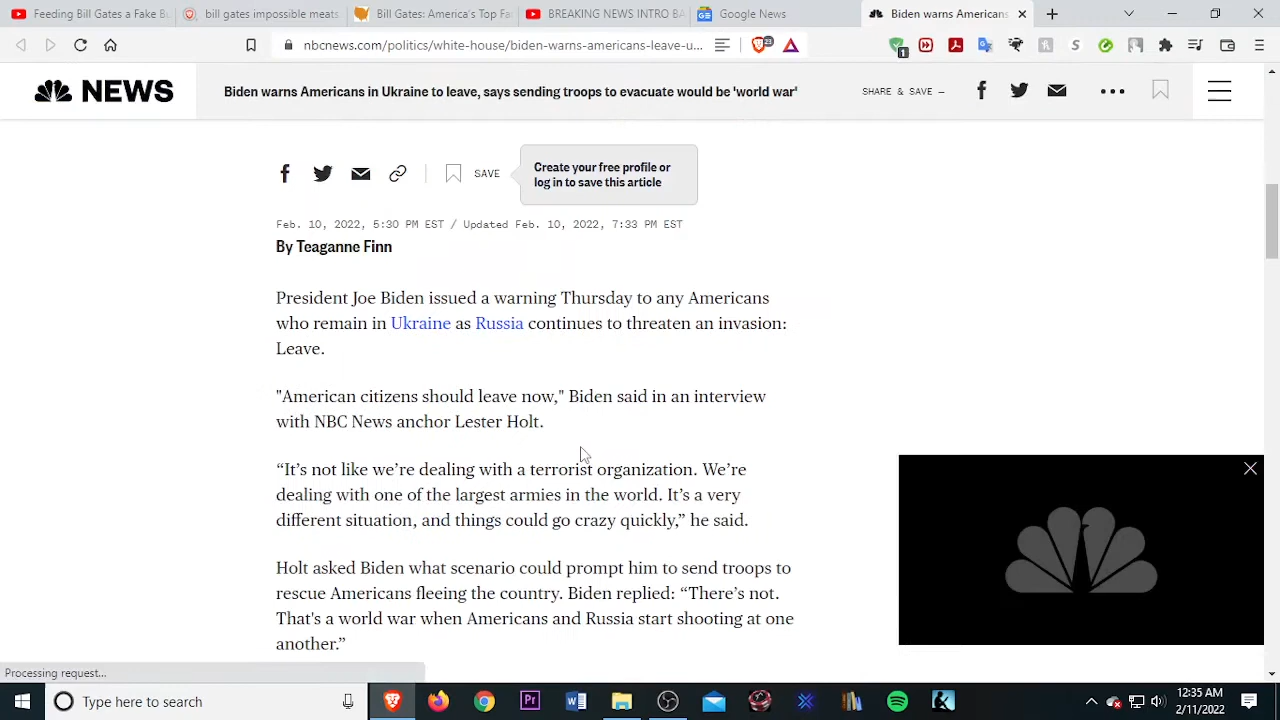 Feeding Bill Gates a Fake Bu
bill gates impossible meats
Bill Gates: America's Top Fa
BREAKING NEWS INTRO BA
Google News
Biden warns Americans
nbcnews.com/politics/white-house/biden-warns-americans-leave-u...
23
1
NEWS
Biden warns Americans in Ukraine to leave, says sending troops to evacuate would be 'world war'
SHARE & SAVE —
SAVE
Create your free profile or
log in to save this article
Feb. 10, 2022, 5:30 PM EST / Updated Feb. 10, 2022, 7:33 PM EST
By Teaganne Finn
President Joe Biden issued a warning Thursday to any Americans
who remain in Ukraine as Russia continues to threaten an invasion:
Leave.
"American citizens should leave now," Biden said in an interview
with NBC News anchor Lester Holt.
“It’s not like we’re dealing with a terrorist organization. We’re
dealing with one of the largest armies in the world. It’s a very
different situation, and things could go crazy quickly,” he said.
Holt asked Biden what scenario could prompt him to send troops to
rescue Americans fleeing the country. Biden replied: “There’s not.
That's a world war when Americans and Russia start shooting at one
another.”
Processing request...
Type here to search
12:35 AM
2/11/2022